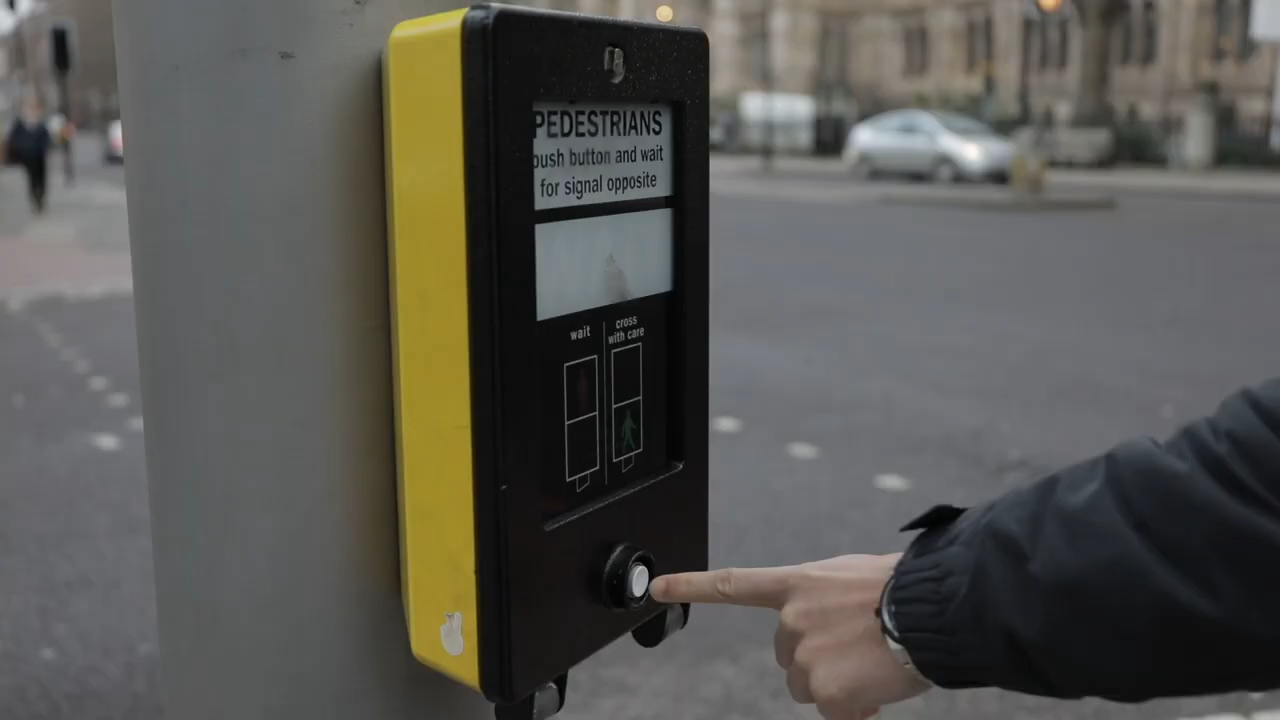 PEDESTRIANS
push button and wait
for signal opposite
wait
cross
with care